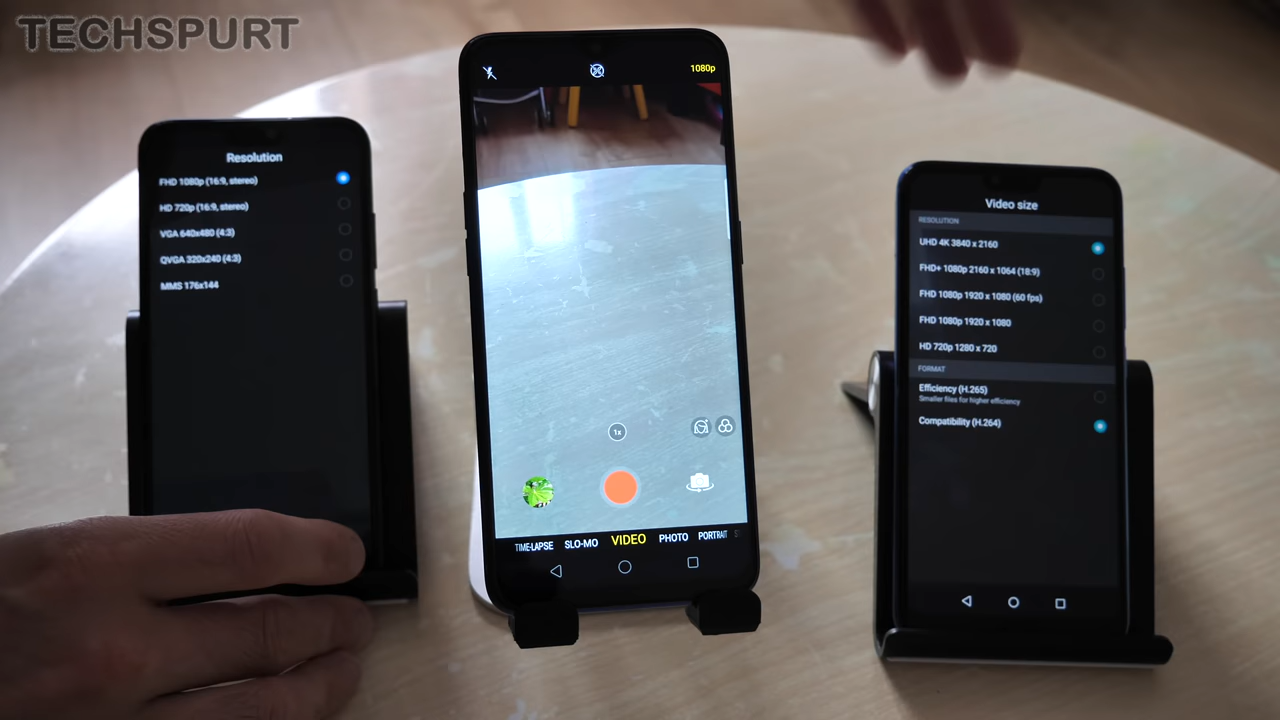 TECHSPURT
Resolution
FHD 1080p (16:9, stereo)
HD 720p (16:9, stereo)
VGA 640x480 (4:3)
QVGA 320x240 (4:3)
MMS 176x144
1080p
1x
TIME-LAPSE SLO-MO VIDEO PHOTO PORTRAIT
Video size
RESOLUTION
UHD 4K 3840 x 2160
FHD+ 1080p 2160 x 1064 (18:9)
FHD 1080p 1920 x 1080 (60 fps)
FHD 1080p 1920 x 1080
HD 720p 1280 x 720
FORMAT
Efficiency (H.265)
Smaller files for higher efficiency
Compatibility (H.264)